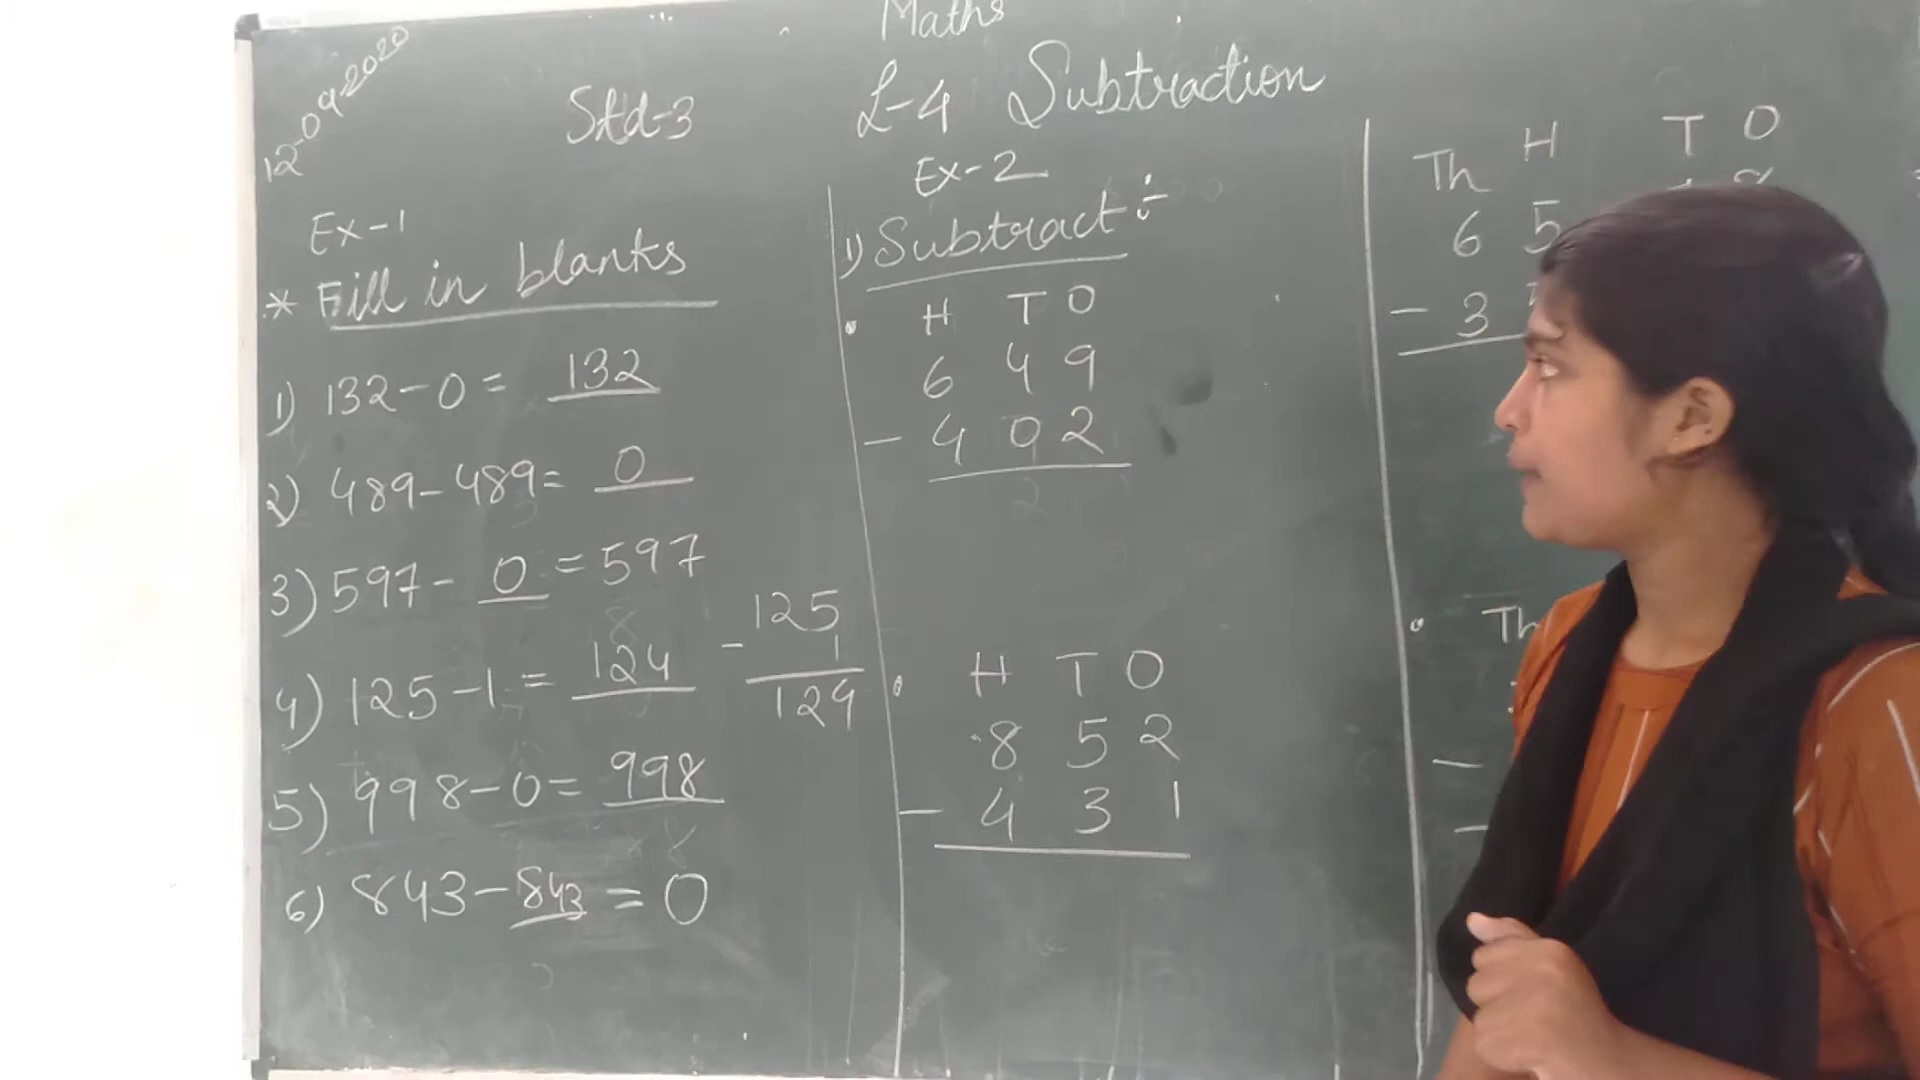 Maths
12-09-2020
Std-3
L-4 Subtraction
Ex-1
* Fill in blanks
1) 132-0 = 132
2) 489-489 = 0
3) 597- 0 = 597
4) 125-1 = 124
125
- 1
124
5) 998-0 = 998
6) 843-843 = 0
Ex-2
1) Subtract :-
• H T O
6 4 9
- 4 0 2
• H T O
8 5 2
- 4 3 1
Th H T O
6 5
- 3
• Th